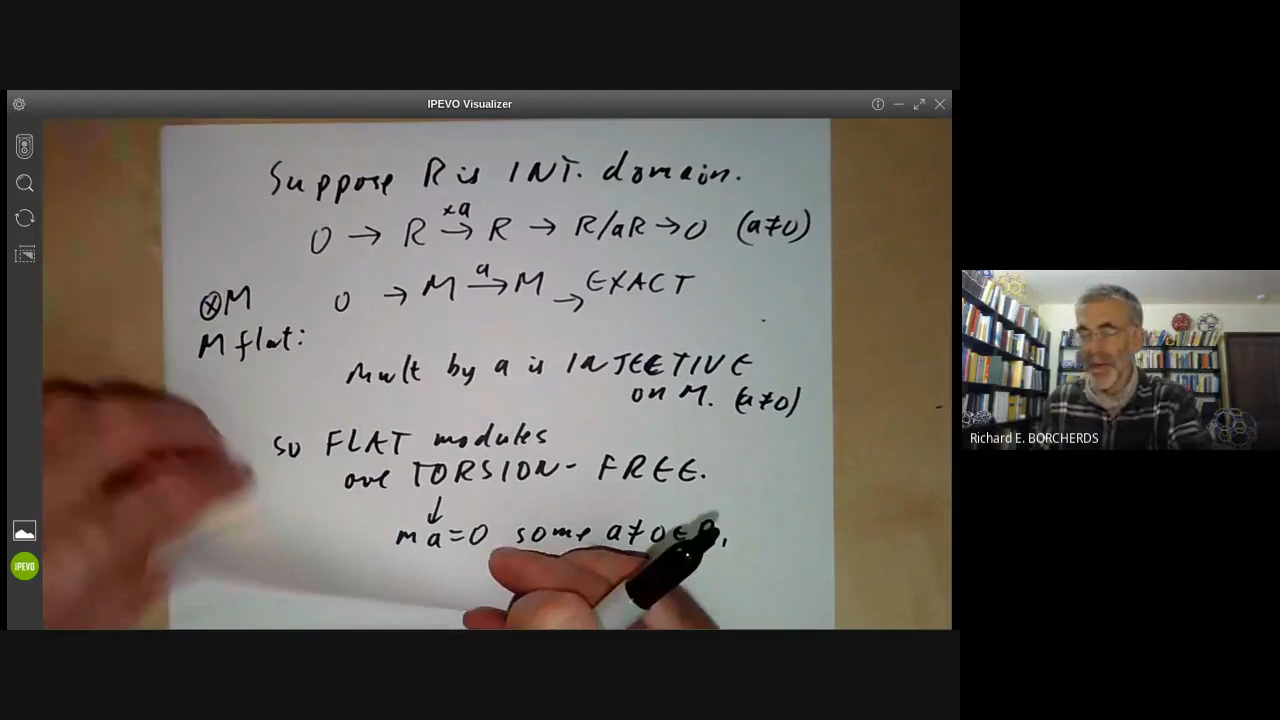 IPEVO Visualizer
Suppose R is INT. domain.
0 → R →^{×a} R → R/aR → 0 (a≠0)
⊗M 0 → M →^{a} M → EXACT
M flat:
Mult by a is INJECTIVE
on M. (a≠0)
So FLAT modules
are TORSION-FREE.
↓
ma=0 some a≠0∈
Richard E. BORCHERDS
IPEVO